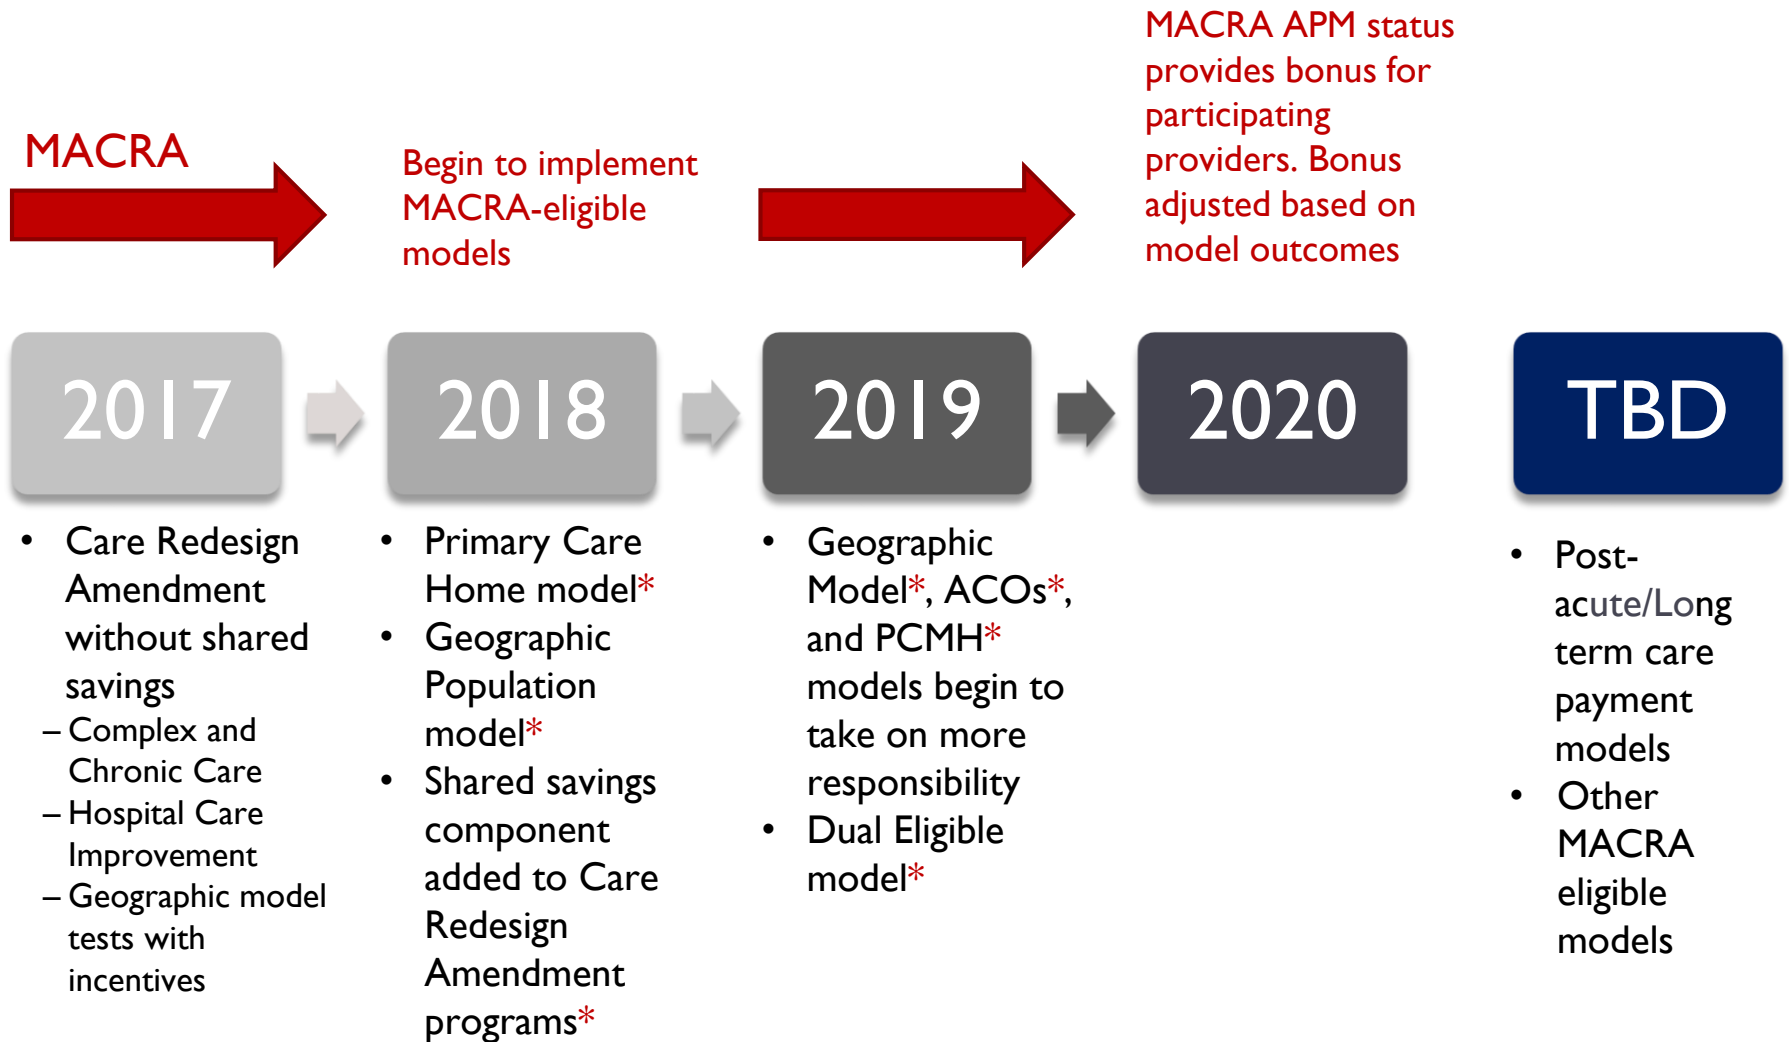 MACRA
Begin to implement
MACRA-eligible
models
MACRA APM status
provides bonus for
participating
providers. Bonus
adjusted based on
model outcomes
2017
2018
2019
2020
TBD
• Care Redesign
Amendment
without shared
savings
– Complex and
Chronic Care
– Hospital Care
Improvement
– Geographic model
tests with
incentives
• Primary Care
Home model*
• Geographic
Population
model*
• Shared savings
component
added to Care
Redesign
Amendment
programs*
• Geographic
Model*, ACOs*,
and PCMH*
models begin to
take on more
responsibility
• Dual Eligible
model*
• Post-
acute/Long
term care
payment
models
• Other
MACRA
eligible
models